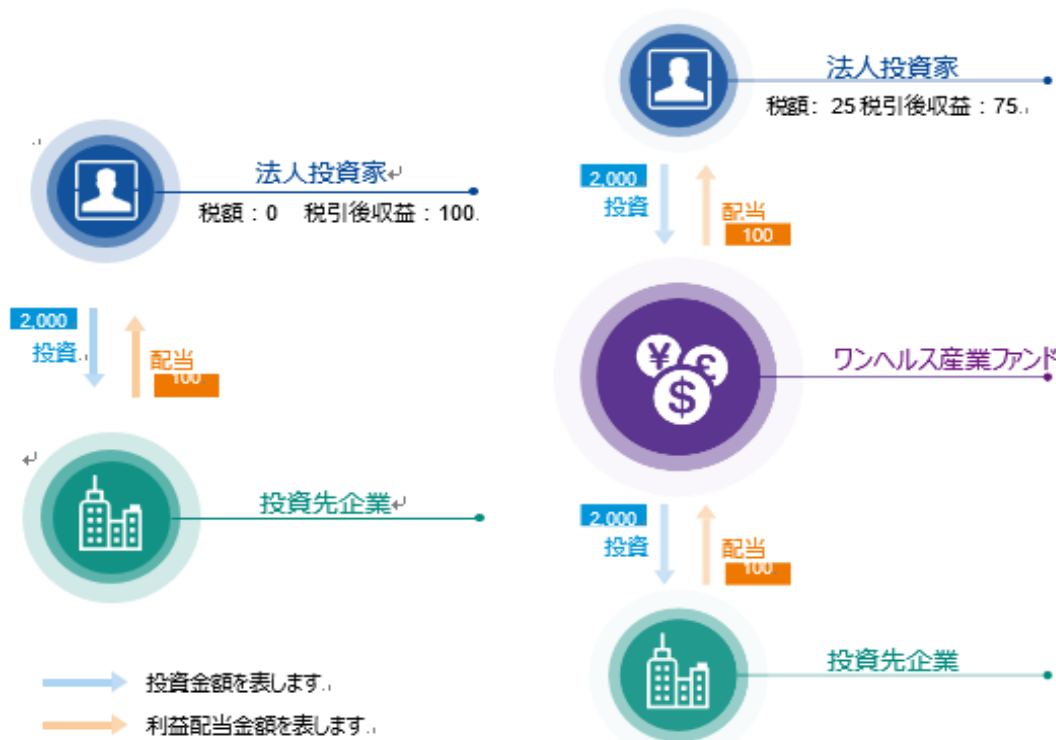 法人投資家
税額：0 税引後収益：100
2,000
投資
配当
100
投資先企業
投資金額を表します
利益配当金額を表します
法人投資家
税額: 25 税引後収益：75
2,000
投資
配当
100
ワンヘルス産業ファンド
2,000
投資
配当
100
投資先企業